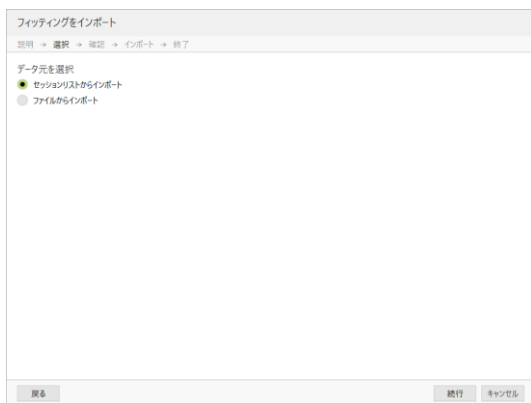 フィッティングをインポート
説明 → 選択 → 確認 → インポート → 終了
データ元を選択
セッションリストからインポート
ファイルからインポート
戻る
続行
キャンセル